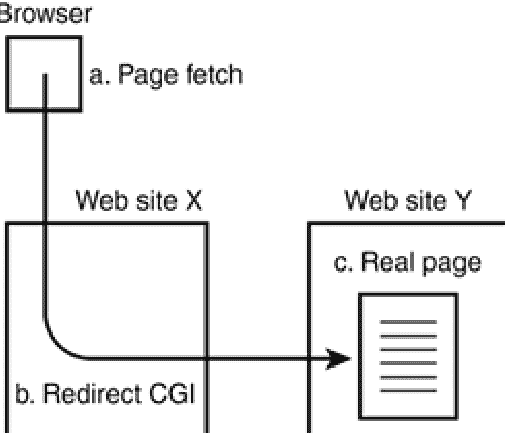 Browser
a. Page fetch
Web site X
Web site Y
c. Real page
b. Redirect CGI